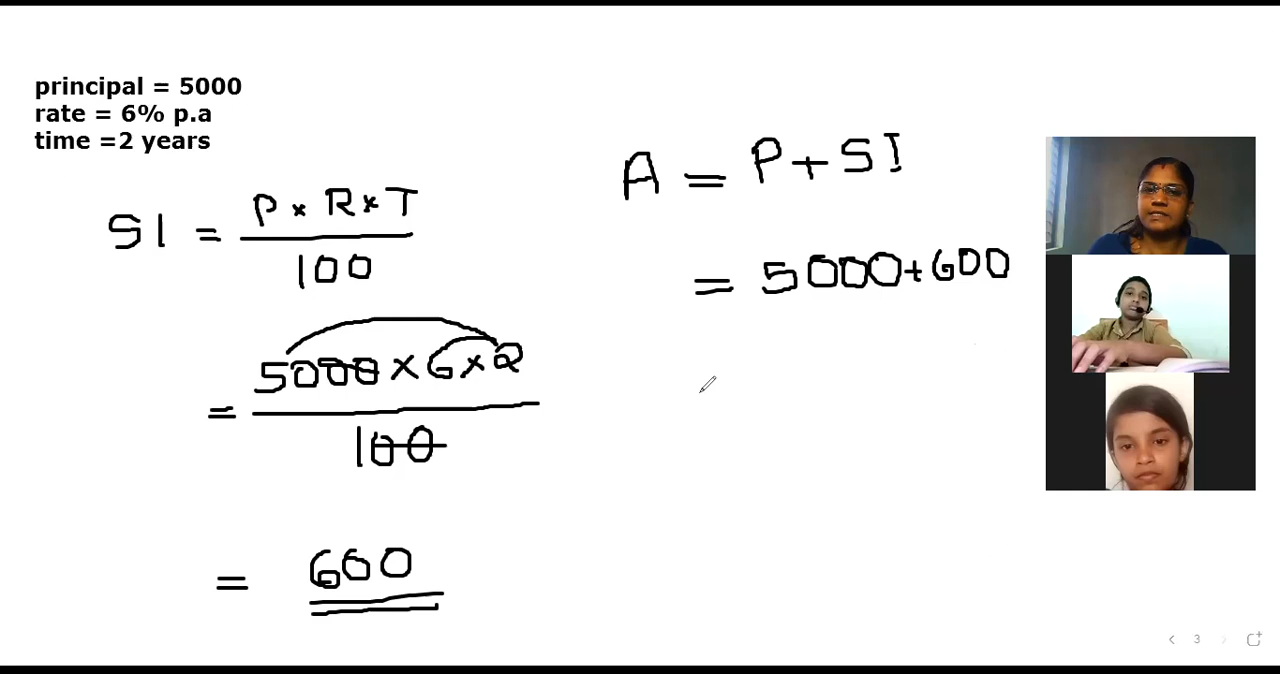 principal = 5000
rate = 6% p.a
time =2 years
SI = P × R × T
100
= 5000 × 6 × 2
100
= 600
A = P + SI
= 5000 + 600
3